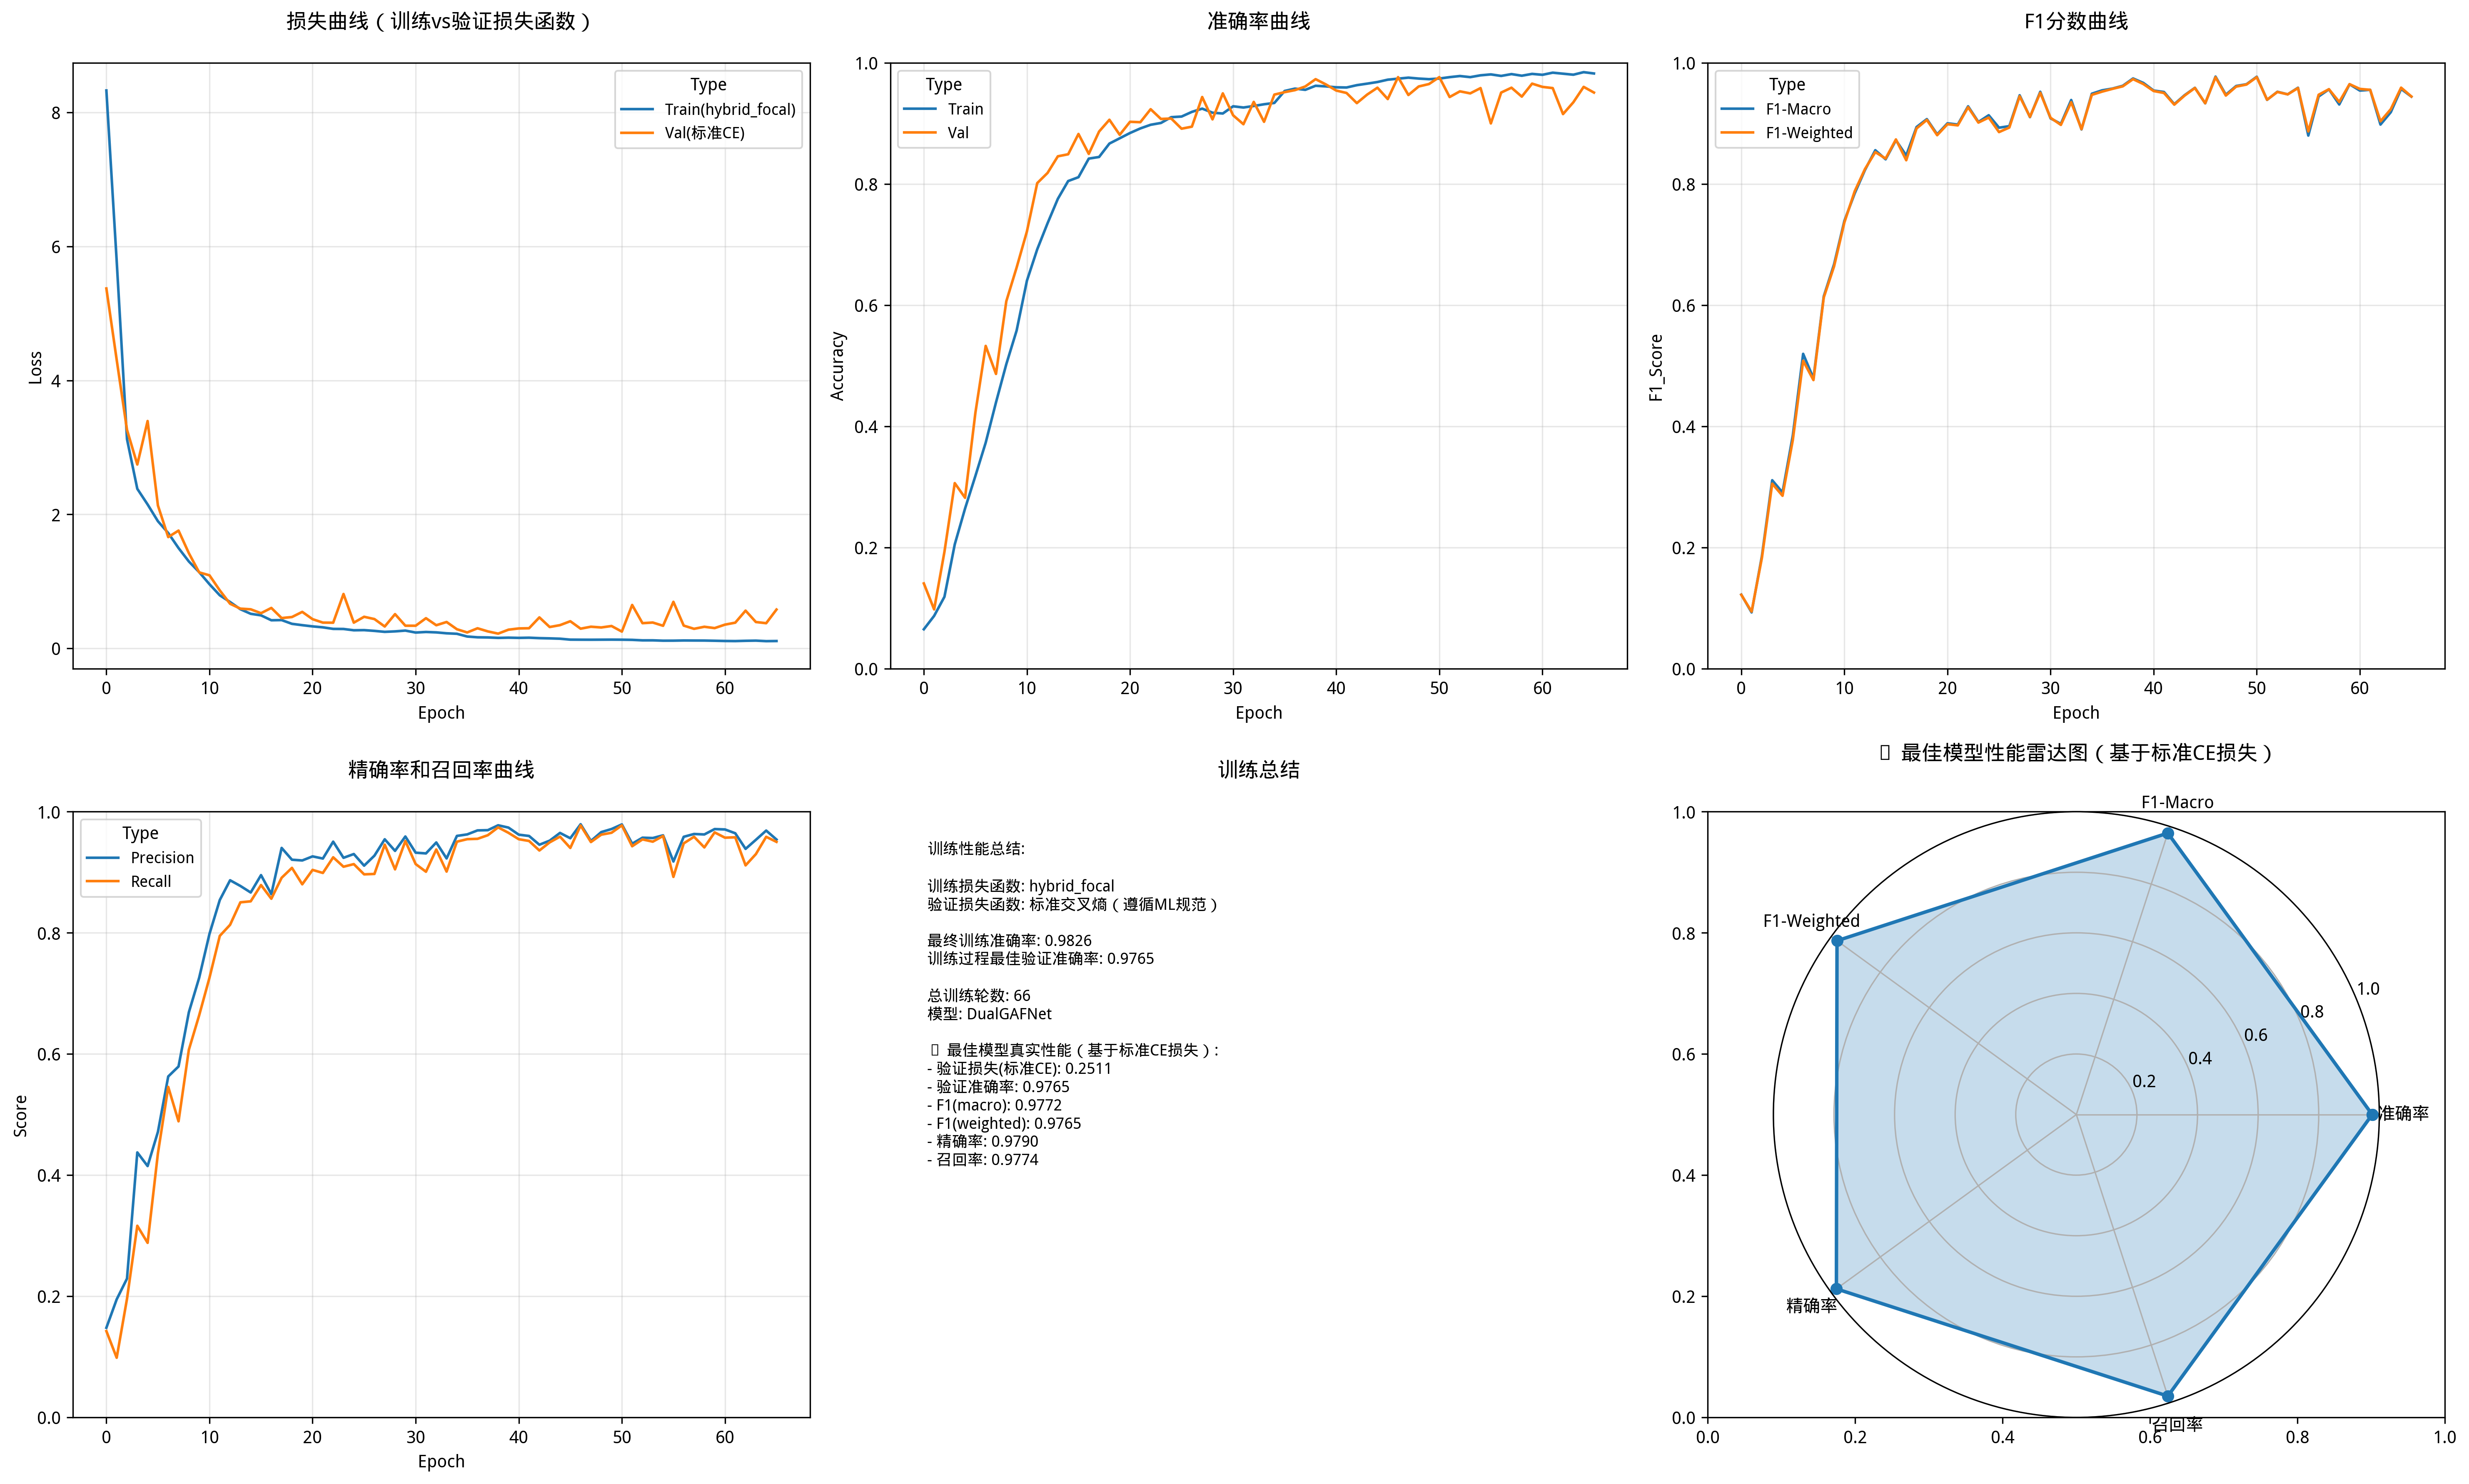 损失曲线（训练vs验证损失函数）
8
6
4
2
0
Loss
0 10 20 30 40 50 60
Epoch
Type
Train(hybrid_focal)
Val(标准CE)
准确率曲线
1.0
0.8
0.6
0.4
0.2
0.0
Accuracy
0 10 20 30 40 50 60
Epoch
Type
Train
Val
F1分数曲线
1.0
0.8
0.6
0.4
0.2
0.0
F1_Score
0 10 20 30 40 50 60
Epoch
Type
F1-Macro
F1-Weighted
精确率和召回率曲线
1.0
0.8
0.6
0.4
0.2
0.0
Score
0 10 20 30 40 50 60
Epoch
Type
Precision
Recall
训练总结
训练性能总结:
训练损失函数: hybrid_focal
验证损失函数: 标准交叉熵（遵循ML规范）
最终训练准确率: 0.9826
训练过程最佳验证准确率: 0.9765
总训练轮数: 66
模型: DualGAFNet
最佳模型真实性能（基于标准CE损失）:
- 验证损失(标准CE): 0.2511
- 验证准确率: 0.9765
- F1(macro): 0.9772
- F1(weighted): 0.9765
- 精确率: 0.9790
- 召回率: 0.9774
最佳模型性能雷达图（基于标准CE损失）
1.0
0.8
0.6
0.4
0.2
0.0
0.0 0.2 0.4 0.6 0.8 1.0
F1-Macro
F1-Weighted
1.0
0.8
0.6
0.4
0.2
准确率
精确率
召回率